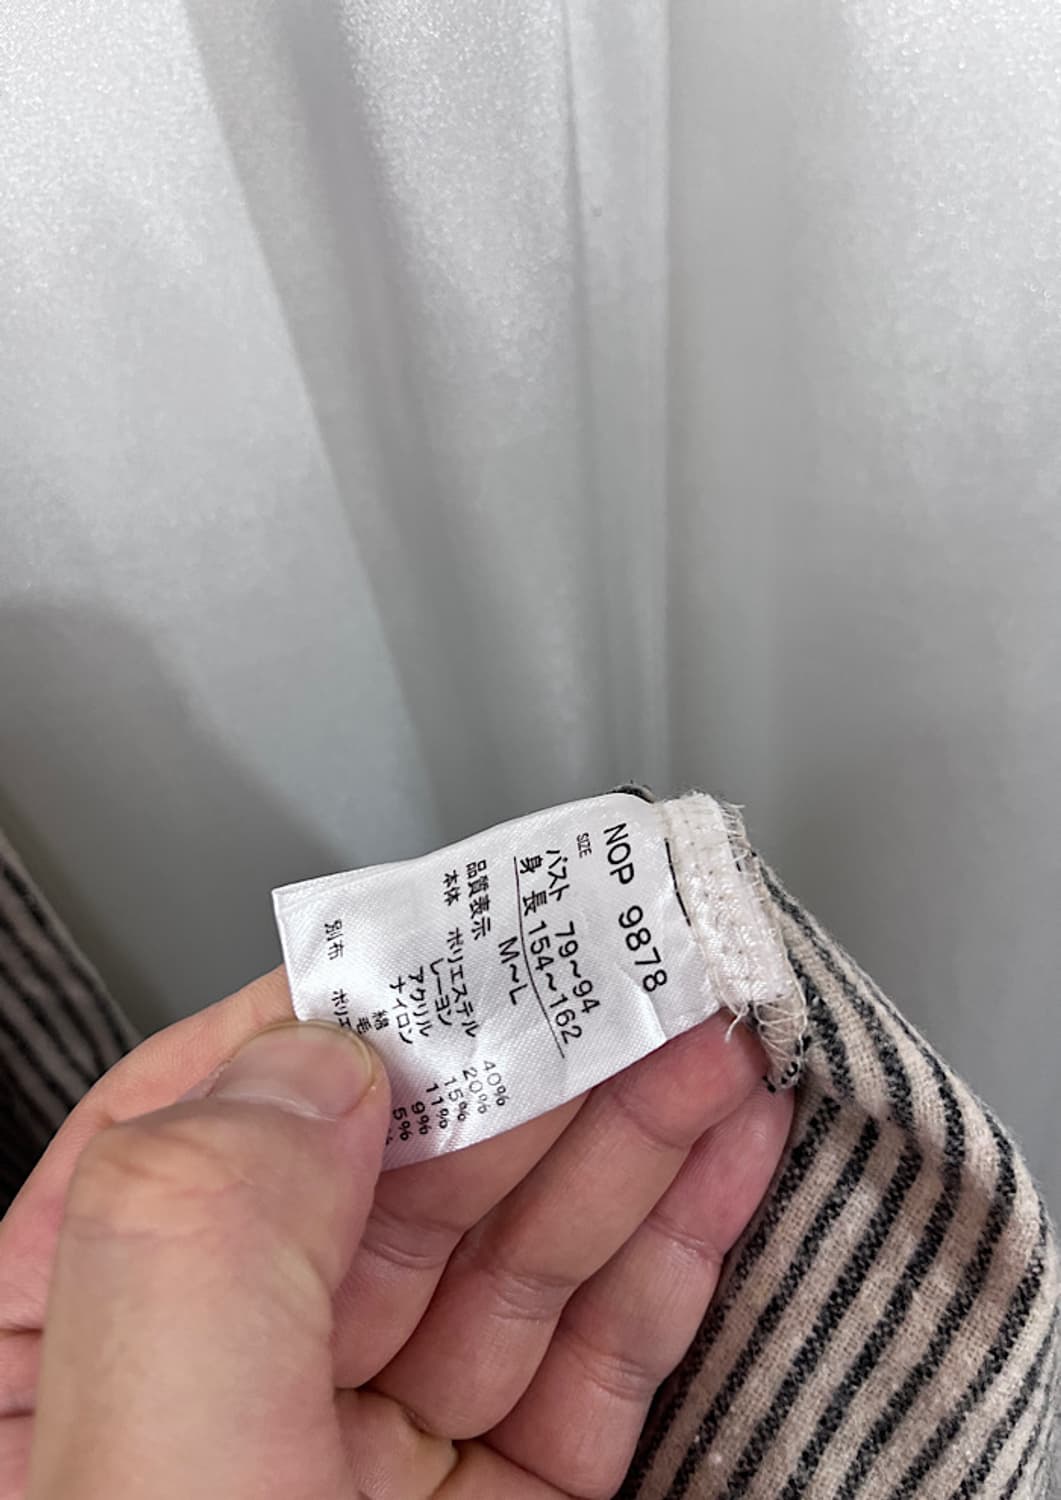 NOP 9878
SIZE
バスト 79~94
身長 154~162
M~L
品質表示
本体 ポリエステル 40%
レーヨン 20%
アクリル 15%
ナイロン 11%
綿 9%
毛 5%
別布